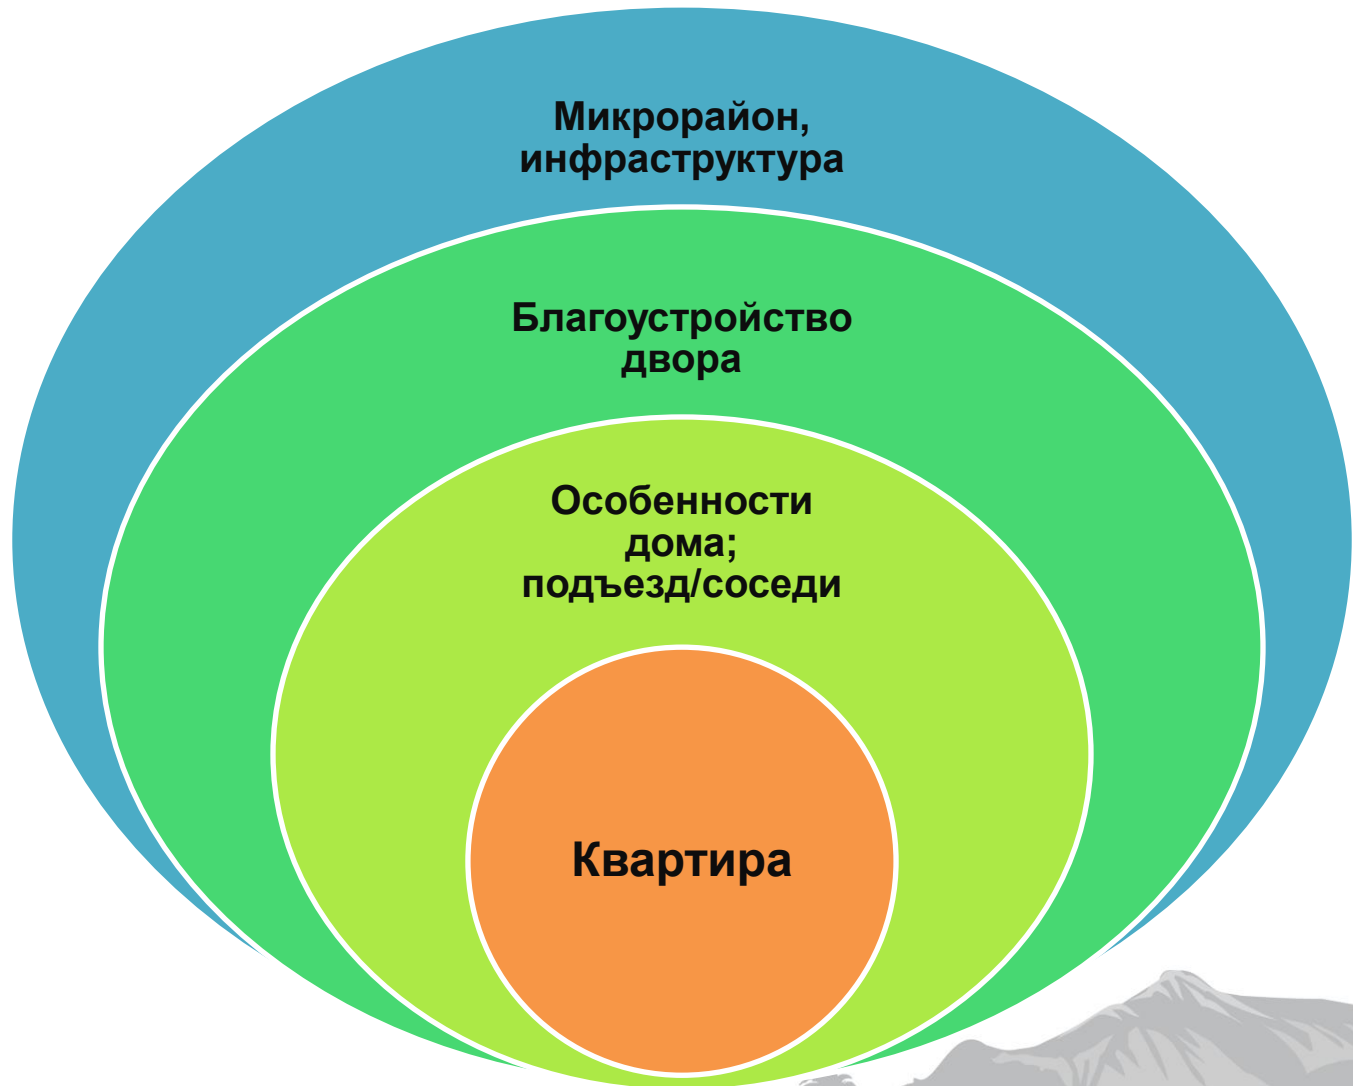 Микрорайон,
инфраструктура
Благоустройство
двора
Особенности
дома;
подъезд/соседи
Квартира